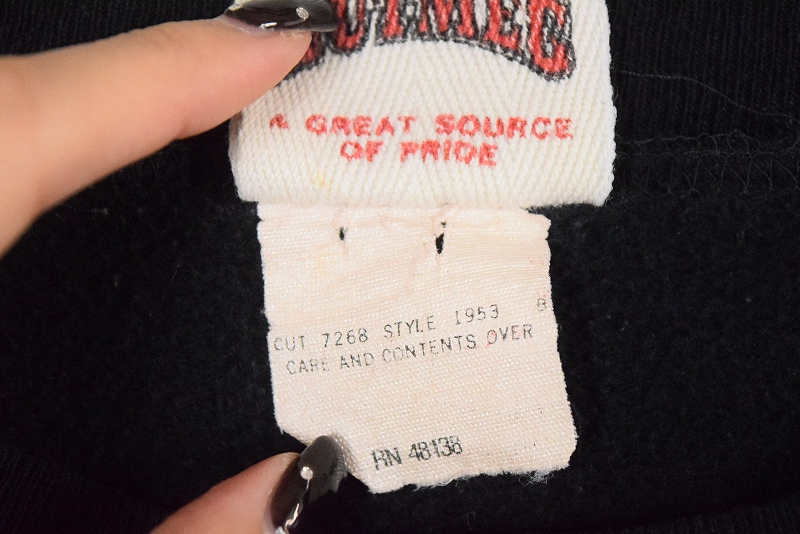 A GREAT SOURCE
OF PRIDE
CUT 7268 STYLE 1953 B
CARE AND CONTENTS OVER
RN 48138